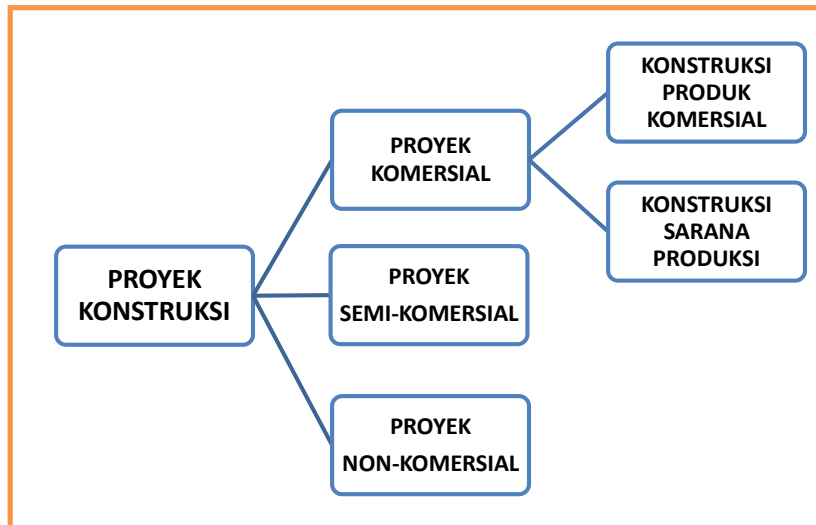 PROYEK
KONSTRUKSI
PROYEK
KOMERSIAL
KONSTRUKSI
PRODUK
KOMERSIAL
KONSTRUKSI
SARANA
PRODUKSI
PROYEK
SEMI-KOMERSIAL
PROYEK
NON-KOMERSIAL